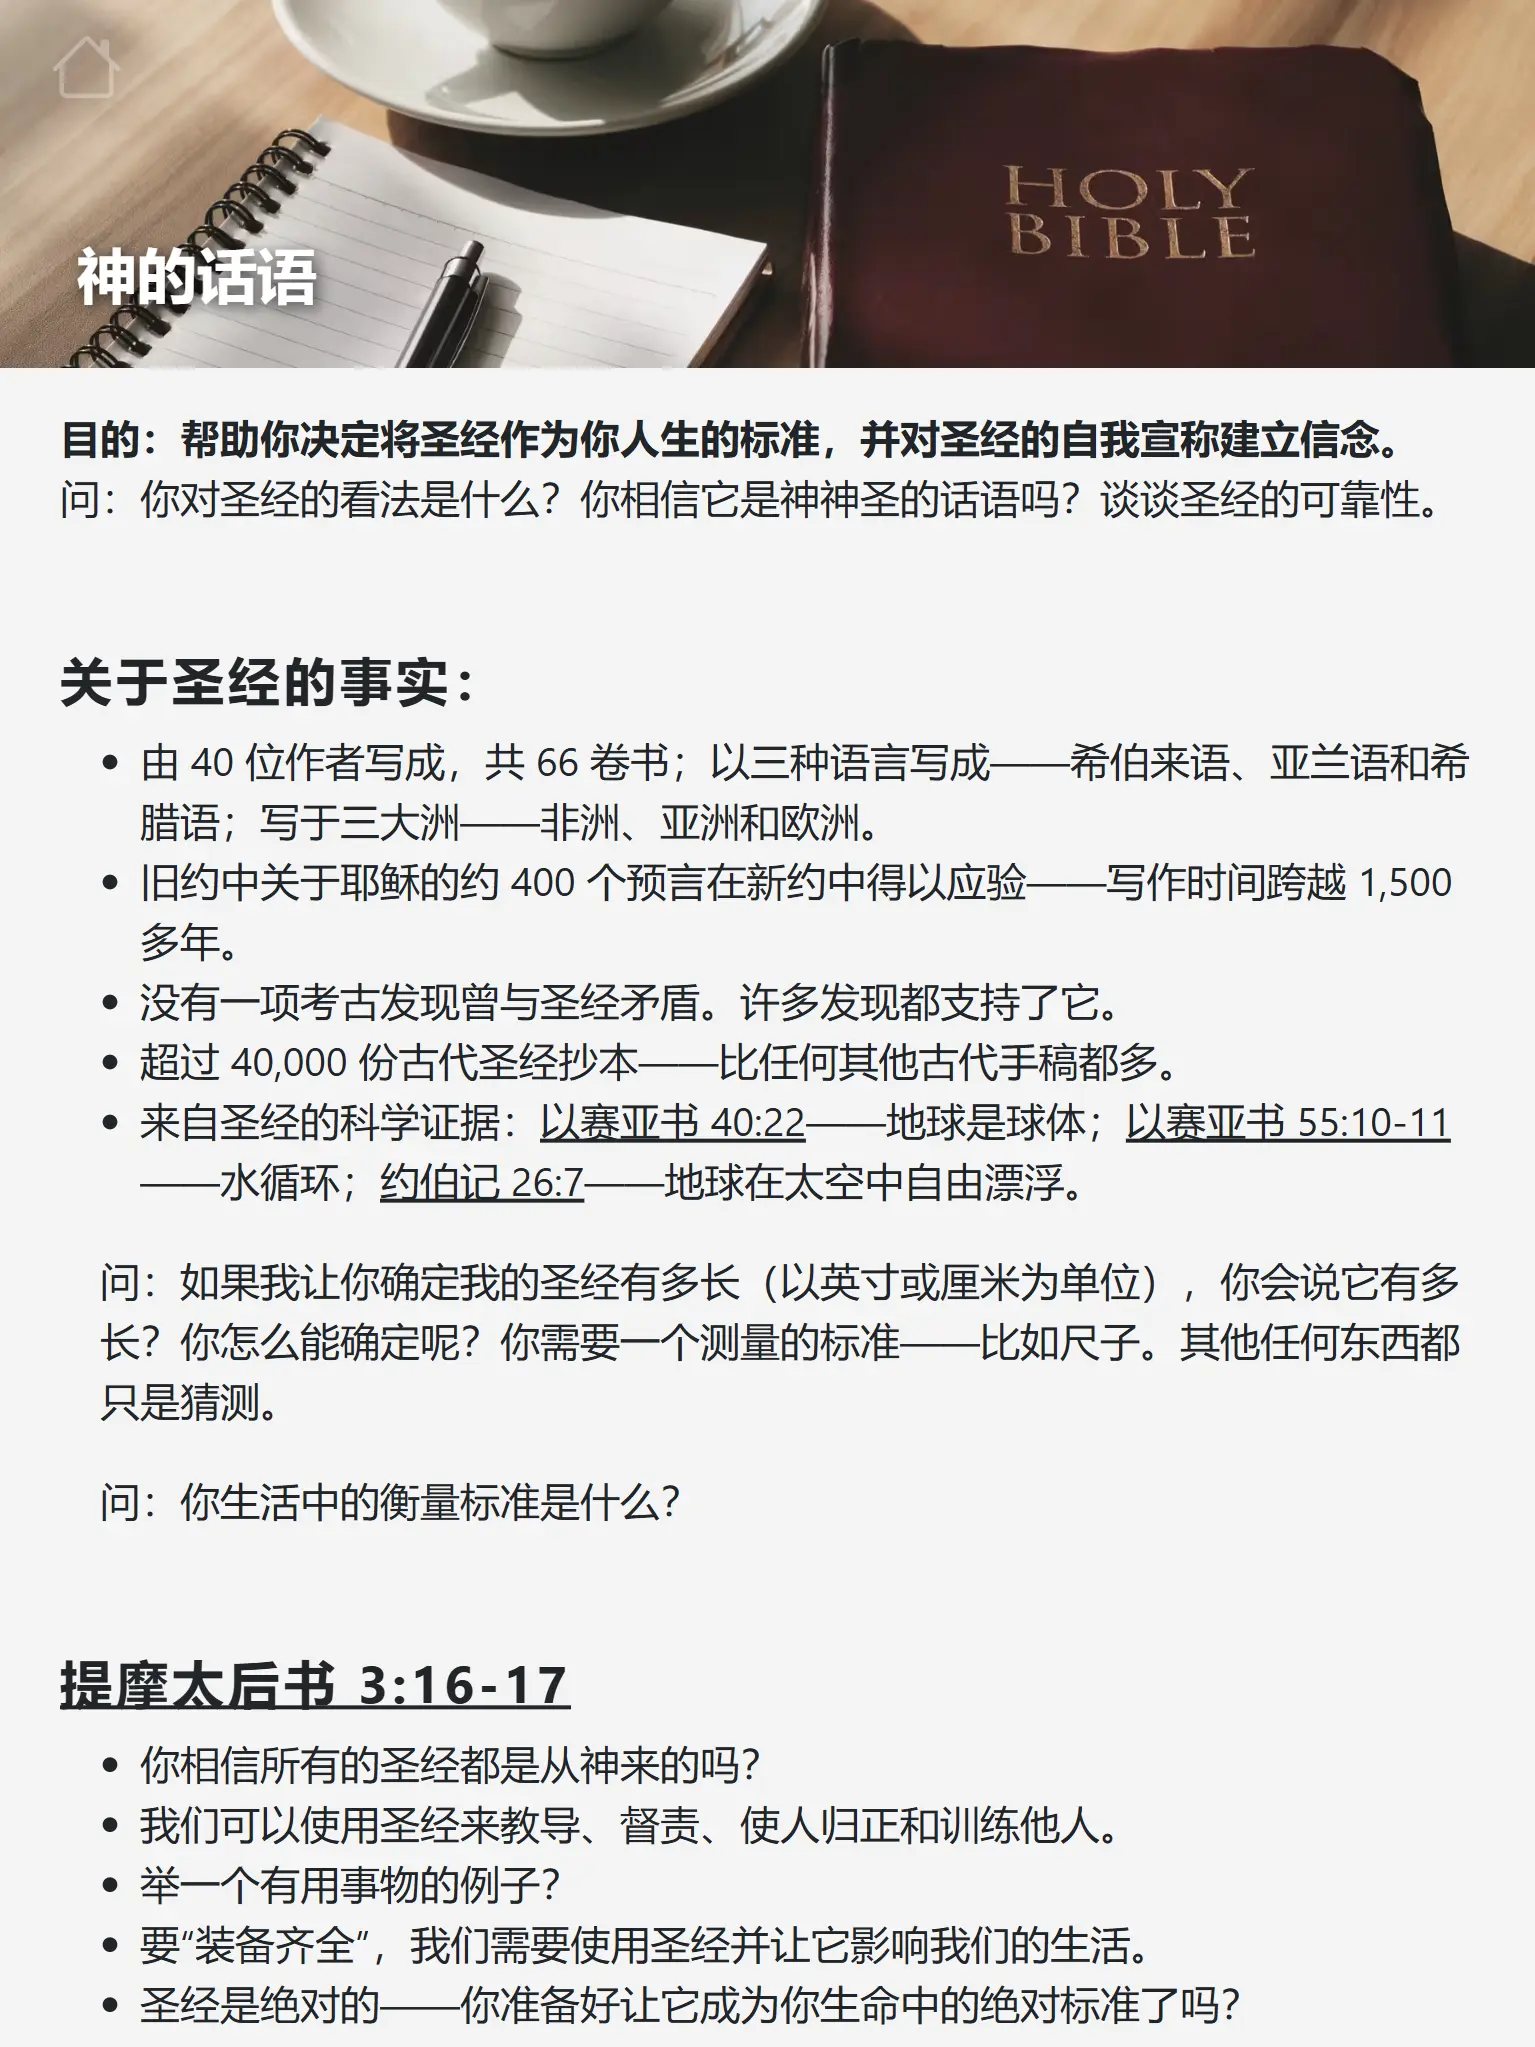 HOLY
BIBLE
神的话语
目的：帮助你决定将圣经作为你人生的标准，并对圣经的自我宣称建立信念。
问：你对圣经的看法是什么？你相信它是神神圣的话语吗？谈谈圣经的可靠性。
关于圣经的事实：
由 40 位作者写成，共 66 卷书；以三种语言写成——希伯来语、亚兰语和希
腊语；写于三大洲——非洲、亚洲和欧洲。
旧约中关于耶稣的约 400 个预言在新约中得以应验——写作时间跨越 1,500
多年。
没有一项考古发现曾与圣经矛盾。许多发现都支持了它。
超过 40,000 份古代圣经抄本——比任何其他古代手稿都多。
来自圣经的科学证据：以赛亚书 40:22——地球是球体；以赛亚书 55:10-11
——水循环；约伯记 26:7——地球在太空中自由漂浮。
问：如果我让你确定我的圣经有多长（以英寸或厘米为单位），你会说它有多
长？你怎么能确定呢？你需要一个测量的标准——比如尺子。其他任何东西都
只是猜测。
问：你生活中的衡量标准是什么？
提摩太后书 3:16-17
你相信所有的圣经都是从神来的吗？
我们可以使用圣经来教导、督责、使人归正和训练他人。
举一个有用事物的例子？
要“装备齐全”，我们需要使用圣经并让它影响我们的生活。
圣经是绝对的——你准备好让它成为你生命中的绝对标准了吗？